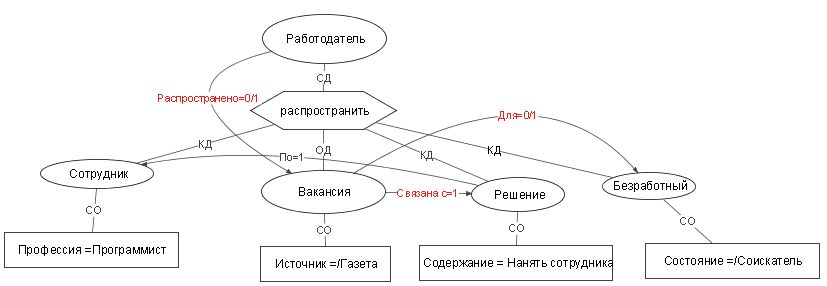 Работодатель
СД
Распространено=0/1
распространить
Для=0/1
КД
ОД
По=1
КД
КД
Сотрудник
Вакансия
Связана с=1
Решение
Безработный
СО
СО
СО
СО
Профессия =Программист
Источник =/Газета
Содержание = Нанять сотрудника
Состояние =/Соискатель